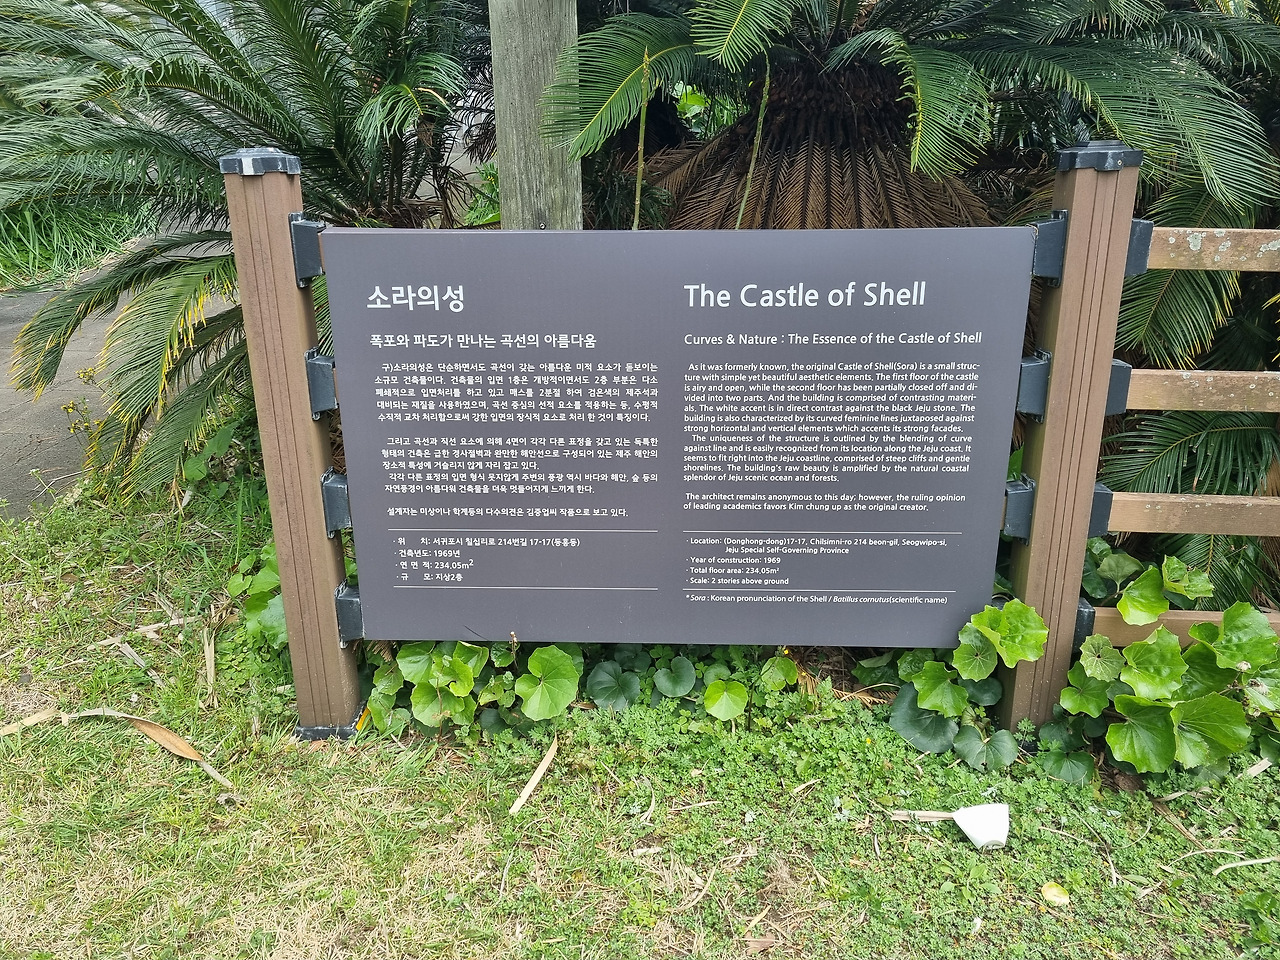 소라의성
폭포와 파도가 만나는 곡선의 아름다움
구)소라의성은 단순하면서도 곡선이 갖는 아름다운 미적 요소가 돋보이는
소규모 건축물이다. 건축물의 입면 1층은 개방적이면서도 2층 부분은 다소
폐쇄적으로 입면처리를 하고 있고 매스를 2분절 하여 검은색의 제주석과
대비되는 재질을 사용하였으며, 곡선 중심의 선적 요소를 적용하는 등, 수평적
수직적 교차 처리함으로써 강한 입면의 장식적 요소로 처리 한 것이 특징이다.
그리고 곡선과 직선 요소에 의해 4면이 각각 다른 표정을 갖고 있는 독특한
형태의 건축은 급한 경사절벽과 완만한 해안선으로 구성되어 있는 제주 해안의
장소적 특성에 거슬리지 않게 자리 잡고 있다.
각각 다른 표정의 입면 형식 못지않게 주변의 풍광 역시 바다와 해안, 숲 등의
자연풍경이 아름다워 건축물을 더욱 멋들어지게 느끼게 한다.
설계자는 미상이나 학계등의 다수의견은 김중업씨 작품으로 보고 있다.
· 위 치: 서귀포시 칠십리로 214번길 17-17(동홍동)
· 건축년도: 1969년
· 연 면 적: 234.05m²
· 규 모: 지상2층
The Castle of Shell
Curves & Nature : The Essence of the Castle of Shell
As it was formerly known, the original Castle of Shell(Sora) is a small struc-
ture with simple yet beautiful aesthetic elements. The first floor of the castle
is airy and open, while the second floor has been partially closed off and di-
vided into two parts. And the building is comprised of contrasting materi-
als. The white accent is in direct contrast against the black Jeju stone. The
building is also characterized by its curved feminine lines juxtaposed against
strong horizontal and vertical elements which accents its strong facades.
The uniqueness of the structure is outlined by the blending of curve
against line and is easily recognized from its location along the Jeju coast. It
seems to fit right into the Jeju coastline, comprised of steep cliffs and gentle
shorelines. The building's raw beauty is amplified by the natural coastal
splendor of Jeju scenic ocean and forests.
The architect remains anonymous to this day; however, the ruling opinion
of leading academics favors Kim chung up as the original creator.
· Location: (Donghong-dong)17-17, Chilsimni-ro 214 beon-gil, Seogwipo-si,
Jeju Special Self-Governing Province
· Year of construction: 1969
· Total floor area: 234.05m²
· Scale: 2 stories above ground
* Sora : Korean pronunciation of the Shell / Batillus cornutus(scientific name)